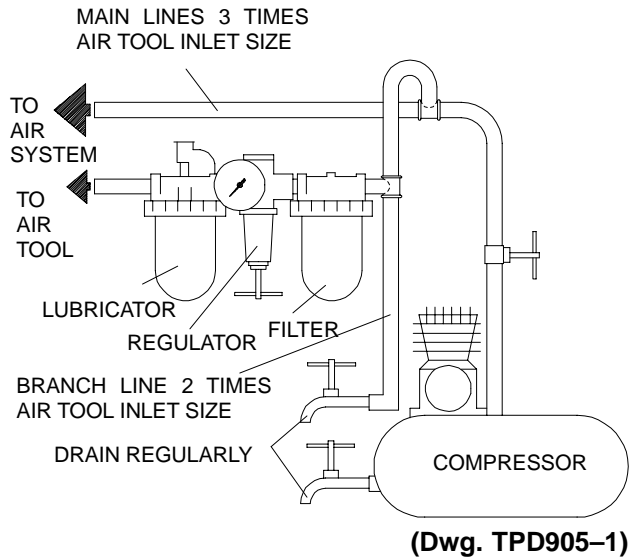 MAIN LINES 3 TIMES
AIR TOOL INLET SIZE
TO
AIR
SYSTEM
TO
AIR
TOOL
LUBRICATOR
REGULATOR
FILTER
BRANCH LINE 2 TIMES
AIR TOOL INLET SIZE
DRAIN REGULARLY
COMPRESSOR
(Dwg. TPD905–1)